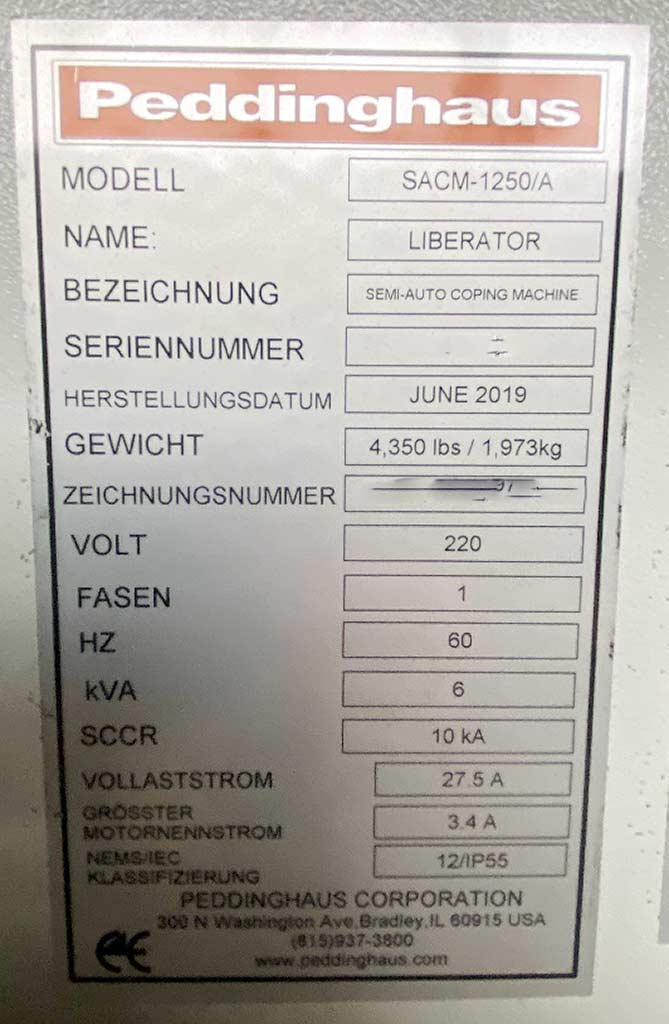 Peddinghaus
MODELL SACM-1250/A
NAME: LIBERATOR
BEZEICHNUNG SEMI-AUTO COPING MACHINE
SERIENNUMMER
HERSTELLUNGSDATUM JUNE 2019
GEWICHT 4,350 lbs / 1,973kg
ZEICHNUNGSNUMMER
VOLT 220
FASEN 1
HZ 60
kVA 6
SCCR 10 kA
VOLLASTSTROM 27.5 A
GRÖSSTER
MOTORNENNSTROM 3.4 A
NEMS/IEC
KLASSIFIZIERUNG 12/IP55
PEDDINGHAUS CORPORATION
300 N Washington Ave,Bradley,IL 60915 USA
(815)937-3800
www.peddinghaus.com
CE